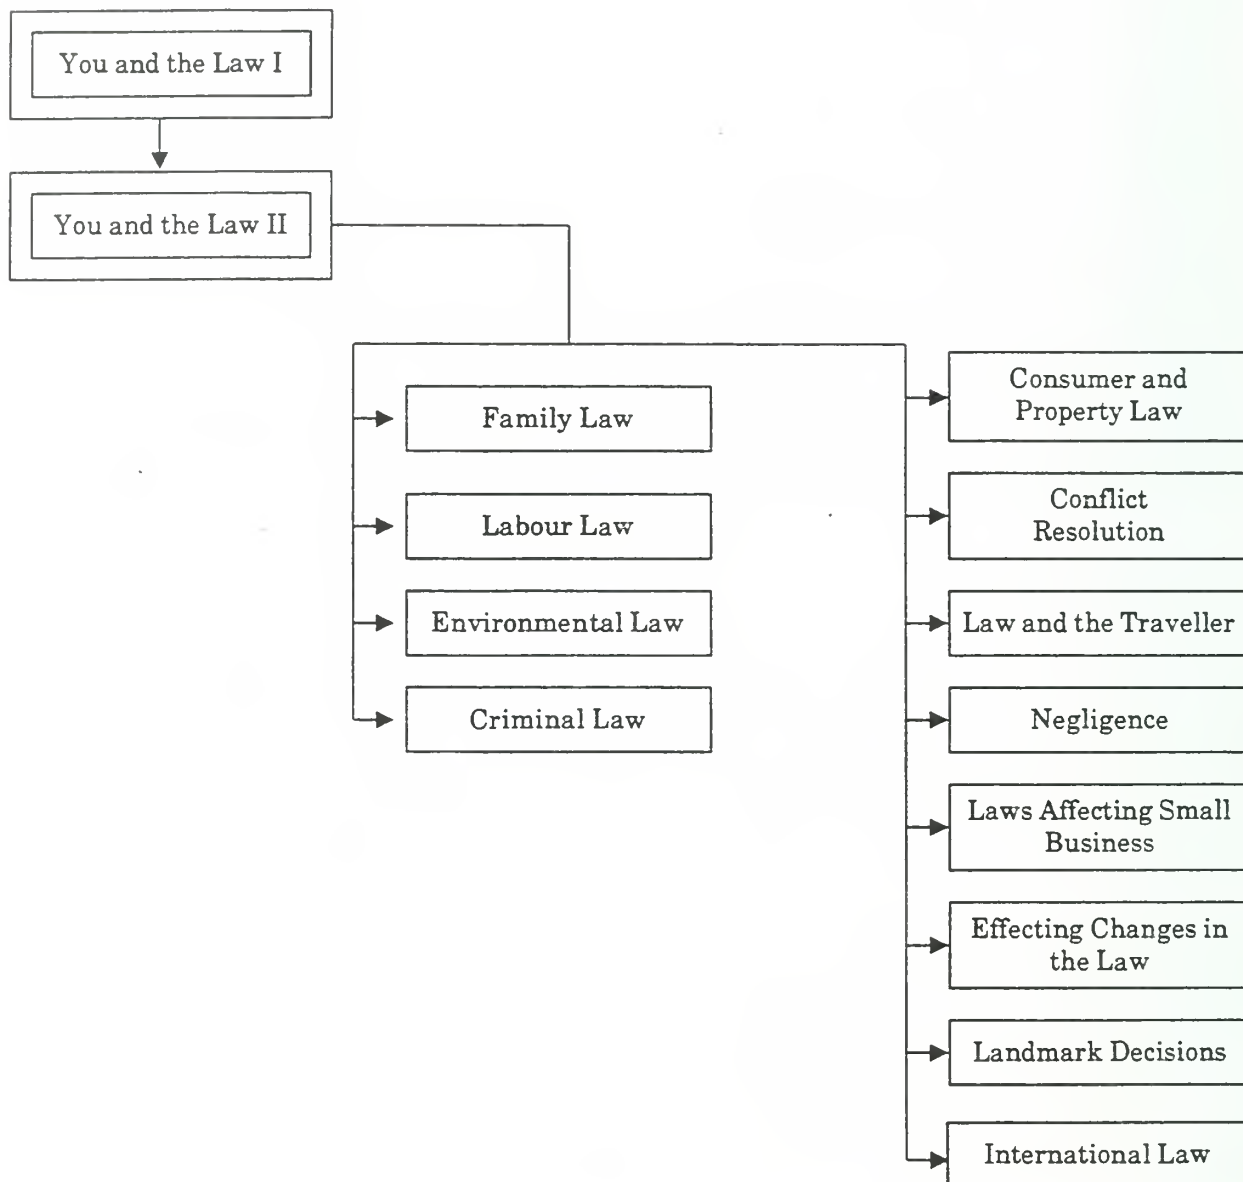 You and the Law I
You and the Law II
Family Law
Labour Law
Environmental Law
Criminal Law
Consumer and
Property Law
Conflict
Resolution
Law and the Traveller
Negligence
Laws Affecting Small
Business
Effecting Changes in
the Law
Landmark Decisions
International Law